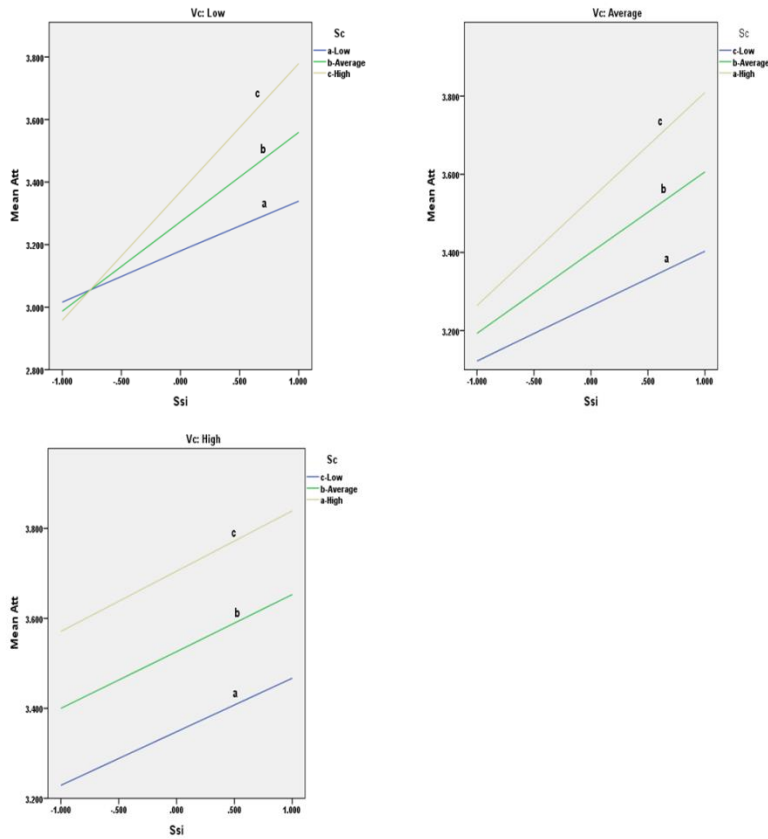 Vc: Low
Sc
a-Low
b-Average
c-High
3.800
3.600
3.400
3.200
3.000
2.800
Mean Att
c
b
a
-1.000 -.500 .000 0.500 1.000
Ssi
Vc: Average
Sc
c-Low
b-Average
a-High
3.800
3.600
3.400
3.200
Mean Att
c
b
a
-1.000 -.500 .000 0.500 1.000
Ssi
Vc: High
Sc
c-Low
b-Average
a-High
3.800
3.600
3.400
3.200
Mean Att
c
b
a
-1.000 -.500 .000 0.500 1.000
Ssi